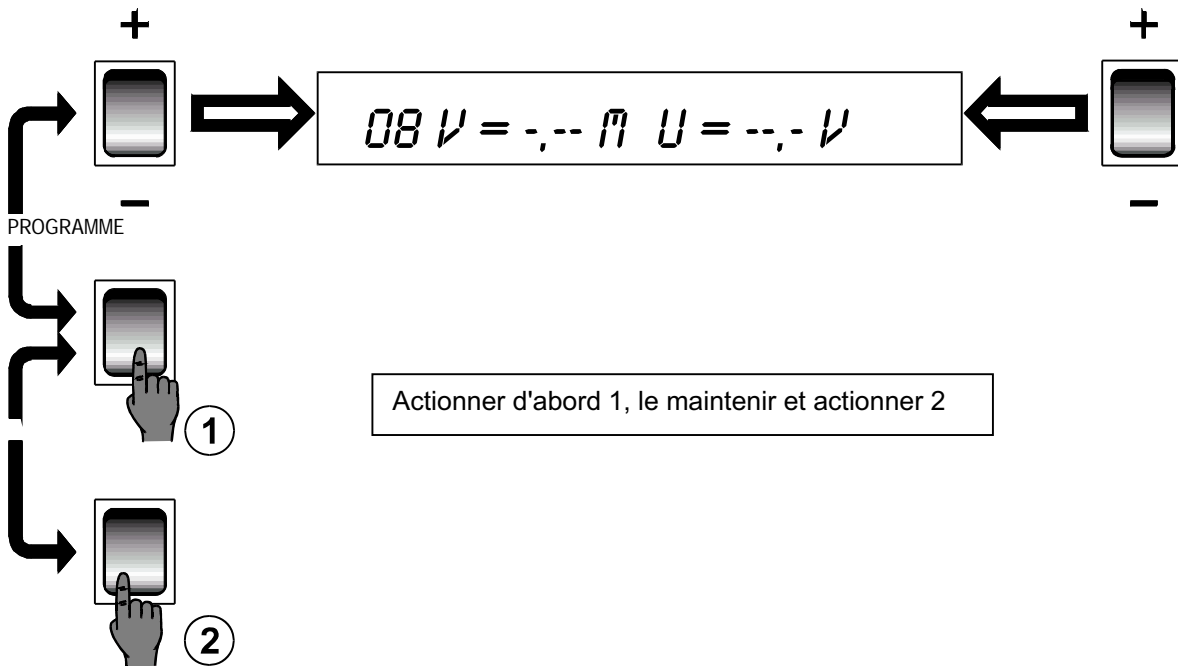 + +
08 V = -,-- M U = --,- V
− −
PROGRAMME
1
Actionner d'abord 1, le maintenir et actionner 2
2